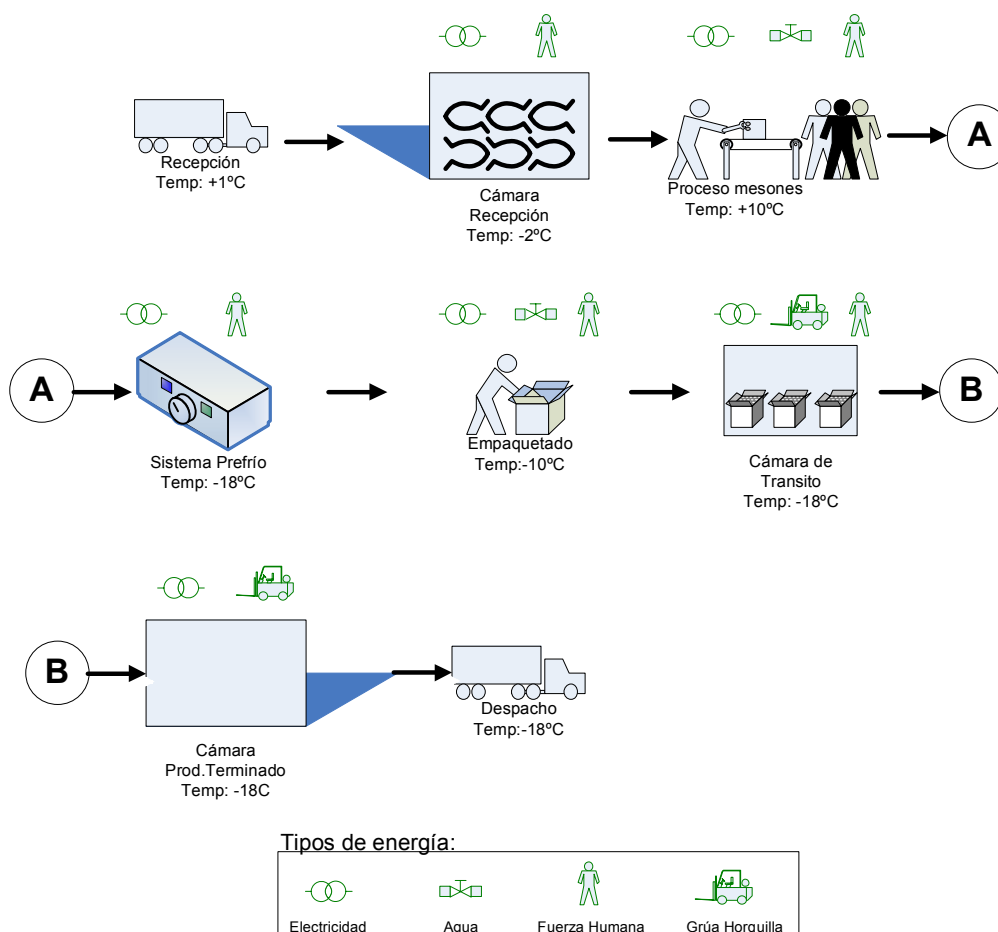 Recepción
Temp: +1ºC
Cámara
Recepción
Temp: -2ºC
Proceso mesones
Temp: +10ºC
A
A
Sistema Prefrío
Temp: -18ºC
Empaquetado
Temp:-10ºC
Cámara de
Transito
Temp: -18ºC
B
B
Cámara
Prod.Terminado
Temp: -18C
Despacho
Temp:-18ºC
Tipos de energía:
Electricidad
Agua
Fuerza Humana
Grúa Horquilla